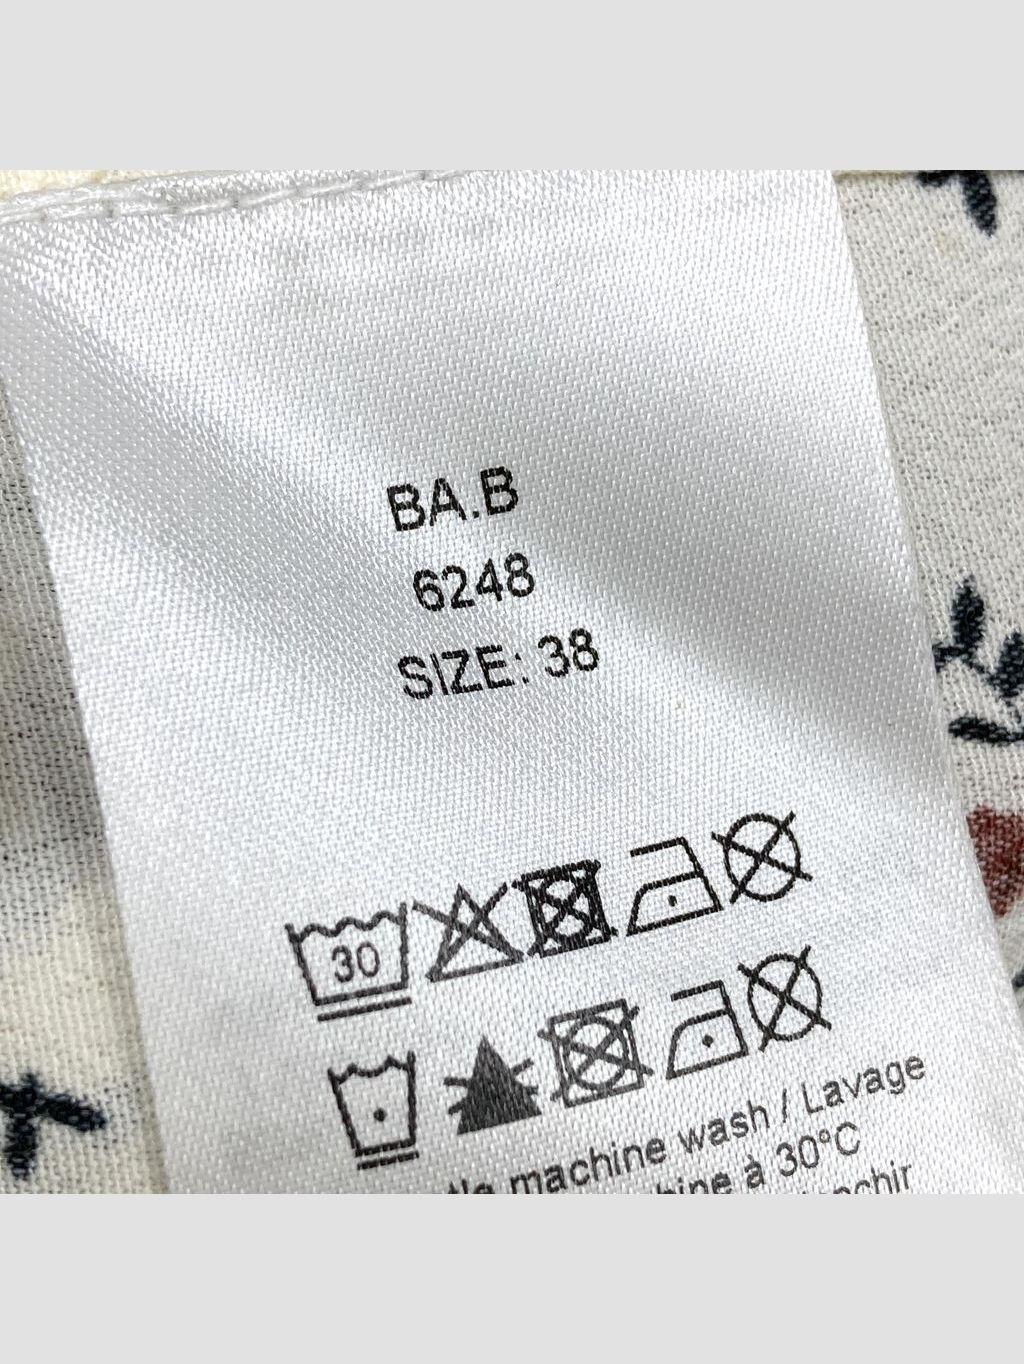 BA.B
6248
SIZE: 38
30
machine wash / Lavage
à 30°C